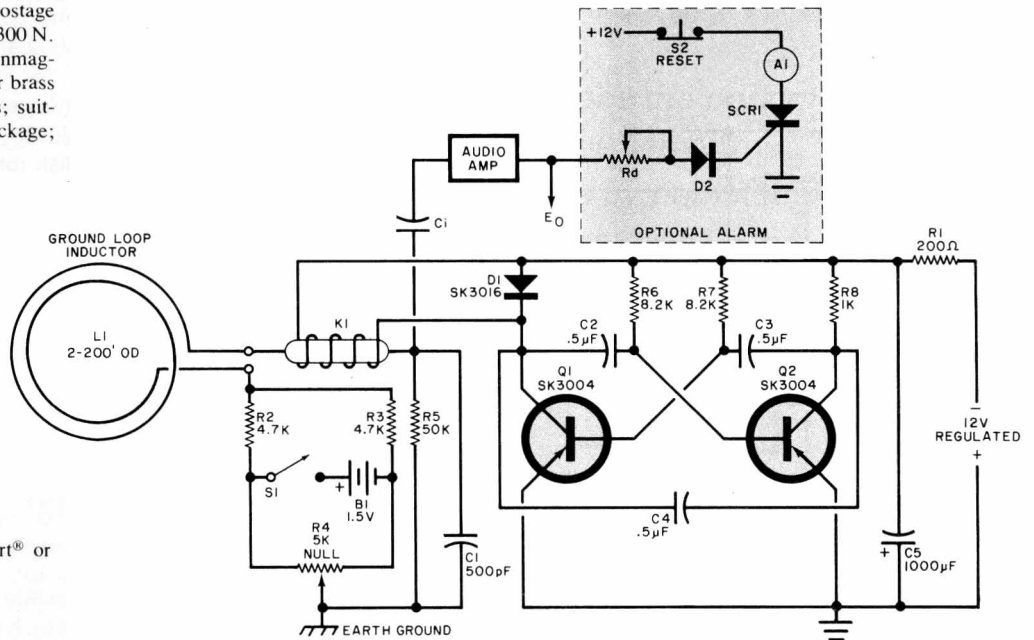 ostage
300 N.
nmag-
r brass
s; suit-
ckage;
rt® or
+12V
S2
RESET
A1
SCR1
AUDIO
AMP
Rd
D2
Eo
OPTIONAL ALARM
Ci
GROUND LOOP
INDUCTOR
L1
2-200' OD
K1
D1
SK3016
R6
8.2K
R7
8.2K
R8
1K
R1
200Ω
C2
.5µF
C3
.5µF
Q1
SK3004
Q2
SK3004
R2
4.7K
R3
4.7K
R5
50K
S1
+
B1
1.5V
R4
5K
NULL
C1
500pF
C4
.5µF
−
12V
REGULATED
+
+
C5
1000µF
EARTH GROUND